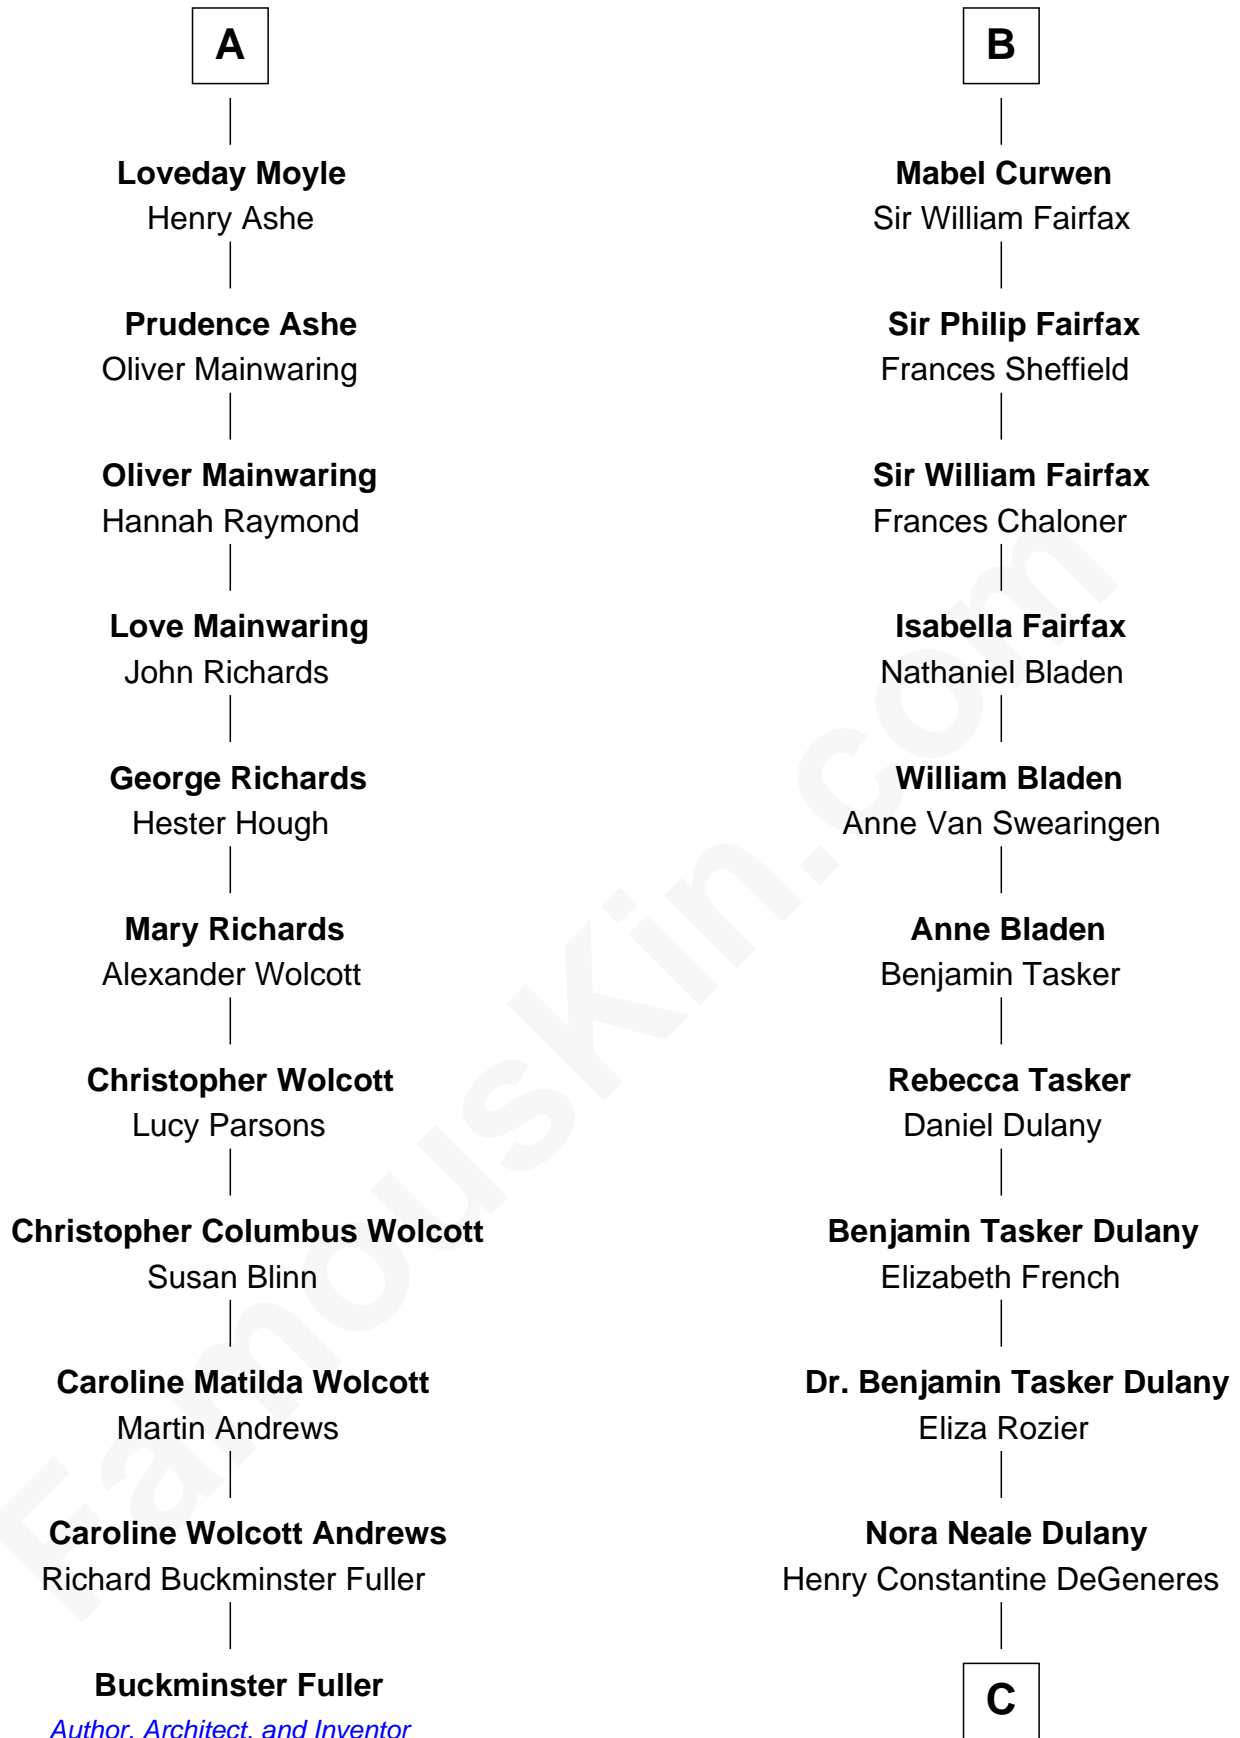 A
Loveday Moyle
Henry Ashe
Prudence Ashe
Oliver Mainwaring
Oliver Mainwaring
Hannah Raymond
Love Mainwaring
John Richards
George Richards
Hester Hough
Mary Richards
Alexander Wolcott
Christopher Wolcott
Lucy Parsons
Christopher Columbus Wolcott
Susan Blinn
Caroline Matilda Wolcott
Martin Andrews
Caroline Wolcott Andrews
Richard Buckminster Fuller
Buckminster Fuller
Author, Architect, and Inventor
B
Mabel Curwen
Sir William Fairfax
Sir Philip Fairfax
Frances Sheffield
Sir William Fairfax
Frances Chaloner
Isabella Fairfax
Nathaniel Bladen
William Bladen
Anne Van Swearingen
Anne Bladen
Benjamin Tasker
Rebecca Tasker
Daniel Dulany
Benjamin Tasker Dulany
Elizabeth French
Dr. Benjamin Tasker Dulany
Eliza Rozier
Nora Neale Dulany
Henry Constantine DeGeneres
C
FamousKin.com